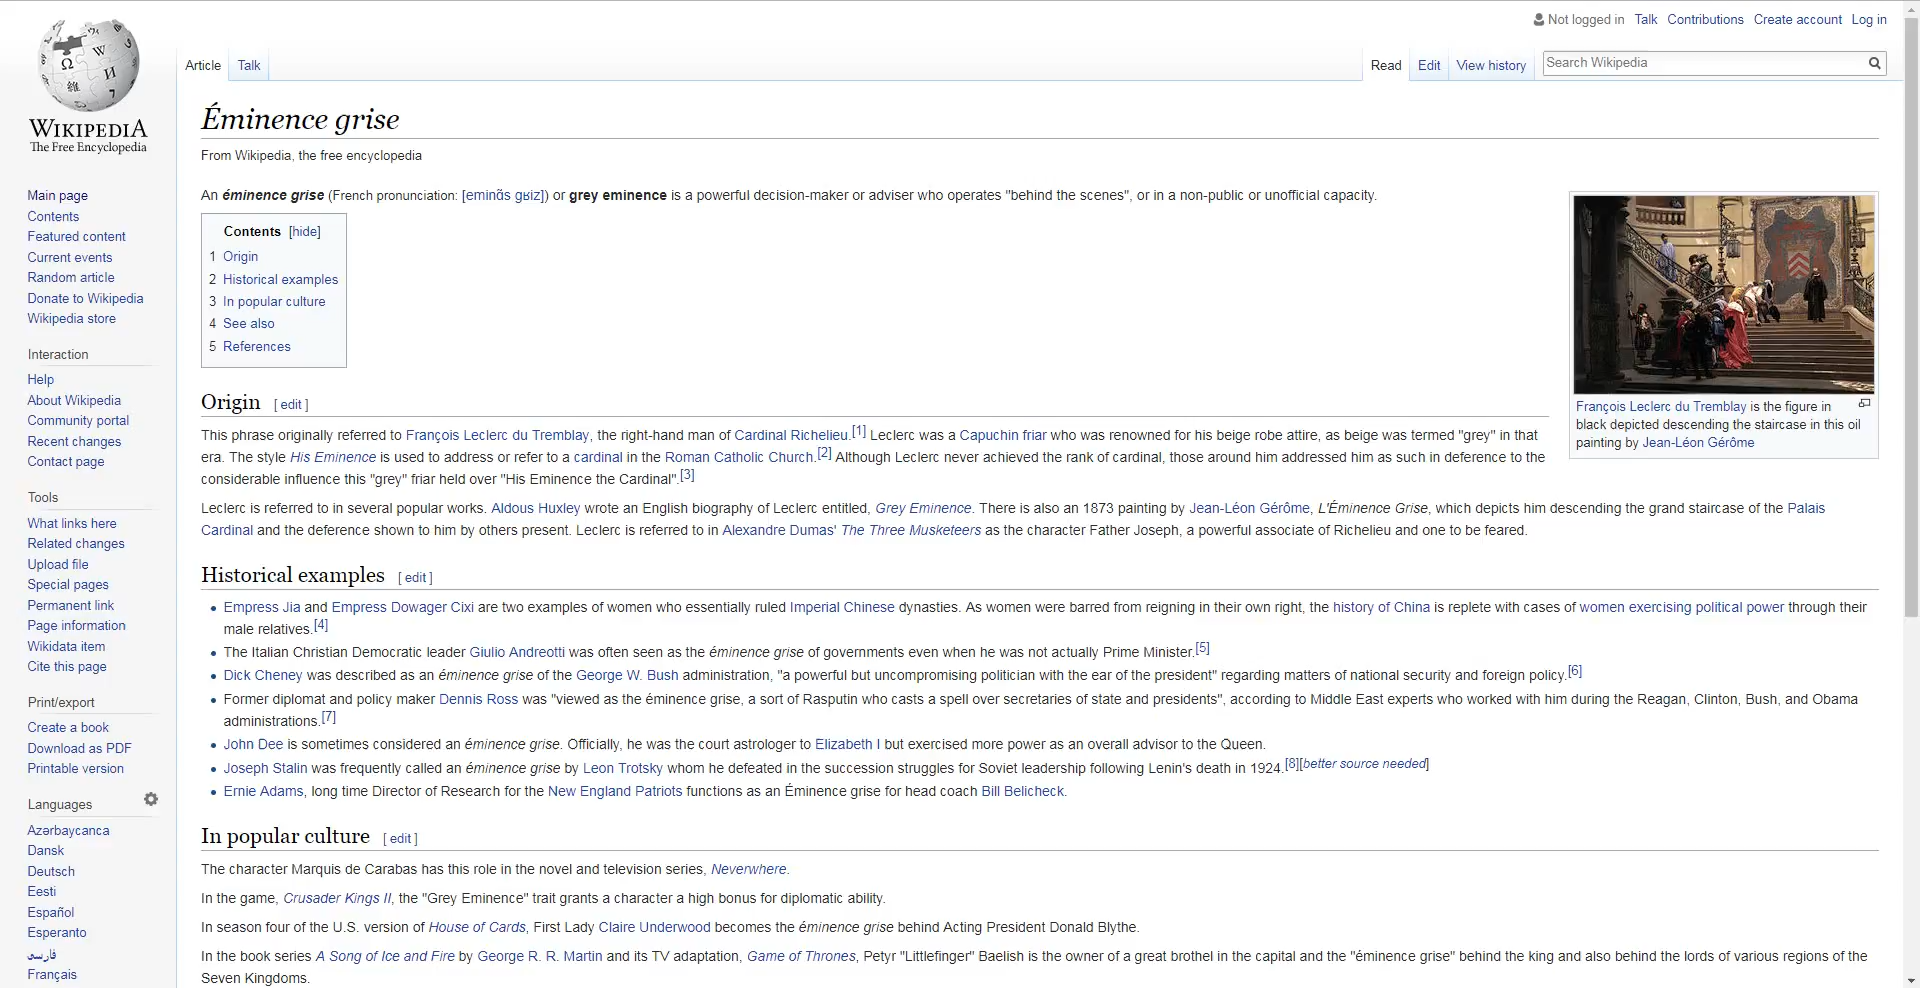 Not logged in Talk Contributions Create account Log in
Article Talk
Read Edit View history Search Wikipedia
WIKIPEDIA
The Free Encyclopedia
Main page
Contents
Featured content
Current events
Random article
Donate to Wikipedia
Wikipedia store
Interaction
Help
About Wikipedia
Community portal
Recent changes
Contact page
Tools
What links here
Related changes
Upload file
Special pages
Permanent link
Page information
Wikidata item
Cite this page
Print/export
Create a book
Download as PDF
Printable version
Languages
Azərbaycanca
Dansk
Deutsch
Eesti
Español
Esperanto
فارسی
Français
Éminence grise
From Wikipedia, the free encyclopedia
An éminence grise (French pronunciation: [eminɑ̃s ɡʁiz]) or grey eminence is a powerful decision-maker or adviser who operates "behind the scenes", or in a non-public or unofficial capacity.
Contents [hide]
1 Origin
2 Historical examples
3 In popular culture
4 See also
5 References
François Leclerc du Tremblay is the figure in
black depicted descending the staircase in this oil
painting by Jean-Léon Gérôme
Origin [ edit ]
This phrase originally referred to François Leclerc du Tremblay, the right-hand man of Cardinal Richelieu.[1] Leclerc was a Capuchin friar who was renowned for his beige robe attire, as beige was termed "grey" in that
era. The style His Eminence is used to address or refer to a cardinal in the Roman Catholic Church.[2] Although Leclerc never achieved the rank of cardinal, those around him addressed him as such in deference to the
considerable influence this "grey" friar held over "His Eminence the Cardinal".[3]
Leclerc is referred to in several popular works. Aldous Huxley wrote an English biography of Leclerc entitled, Grey Eminence. There is also an 1873 painting by Jean-Léon Gérôme, L'Éminence Grise, which depicts him descending the grand staircase of the Palais
Cardinal and the deference shown to him by others present. Leclerc is referred to in Alexandre Dumas' The Three Musketeers as the character Father Joseph, a powerful associate of Richelieu and one to be feared.
Historical examples [ edit ]
• Empress Jia and Empress Dowager Cixi are two examples of women who essentially ruled Imperial Chinese dynasties. As women were barred from reigning in their own right, the history of China is replete with cases of women exercising political power through their
male relatives.[4]
• The Italian Christian Democratic leader Giulio Andreotti was often seen as the éminence grise of governments even when he was not actually Prime Minister.[5]
• Dick Cheney was described as an éminence grise of the George W. Bush administration, "a powerful but uncompromising politician with the ear of the president" regarding matters of national security and foreign policy.[6]
• Former diplomat and policy maker Dennis Ross was "viewed as the éminence grise, a sort of Rasputin who casts a spell over secretaries of state and presidents", according to Middle East experts who worked with him during the Reagan, Clinton, Bush, and Obama
administrations.[7]
• John Dee is sometimes considered an éminence grise. Officially, he was the court astrologer to Elizabeth I but exercised more power as an overall advisor to the Queen.
• Joseph Stalin was frequently called an éminence grise by Leon Trotsky whom he defeated in the succession struggles for Soviet leadership following Lenin's death in 1924.[8][better source needed]
• Ernie Adams, long time Director of Research for the New England Patriots functions as an Éminence grise for head coach Bill Belicheck.
In popular culture [ edit ]
The character Marquis de Carabas has this role in the novel and television series, Neverwhere.
In the game, Crusader Kings II, the "Grey Eminence" trait grants a character a high bonus for diplomatic ability.
In season four of the U.S. version of House of Cards, First Lady Claire Underwood becomes the éminence grise behind Acting President Donald Blythe.
In the book series A Song of Ice and Fire by George R. R. Martin and its TV adaptation, Game of Thrones, Petyr "Littlefinger" Baelish is the owner of a great brothel in the capital and the "éminence grise" behind the king and also behind the lords of various regions of the
Seven Kingdoms.